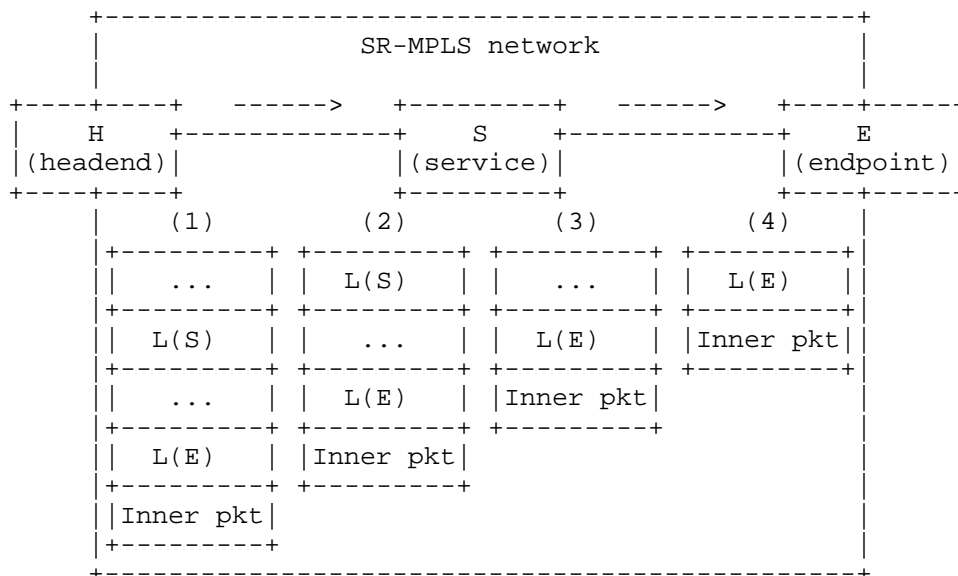 SR-MPLS network
------> ------>
H S E
(headend) (service) (endpoint)
(1) (2) (3) (4)
... L(S) ... L(E)
L(S) ... L(E) Inner pkt
... L(E) Inner pkt
L(E) Inner pkt
Inner pkt